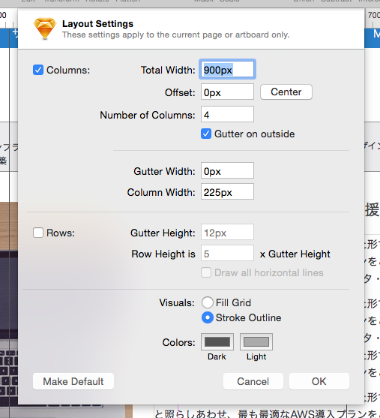 700
Layout Settings
These settings apply to the current page or artboard only.
Columns:
Total Width: 900px
Offset: 0px Center
Number of Columns: 4
Gutter on outside
Gutter Width: 0px
Column Width: 225px
Rows:
Gutter Height: 12px
Row Height is 5 x Gutter Height
Draw all horizontal lines
Visuals: Fill Grid
Stroke Outline
Colors:
Dark Light
Make Default Cancel OK
と照らしあわせ、最も最適なAWS導入プランを